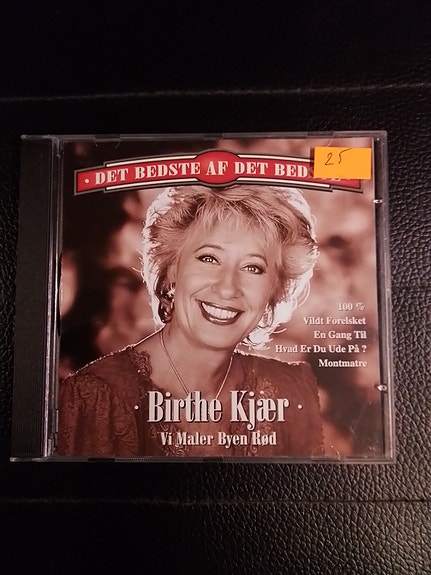 · DET BEDSTE AF DET BED
25
100 %
Vildt Forelsket
En Gang Til
Hvad Er Du Ude På ?
Montmatre
· Birthe Kjær ·
Vi Maler Byen Rød